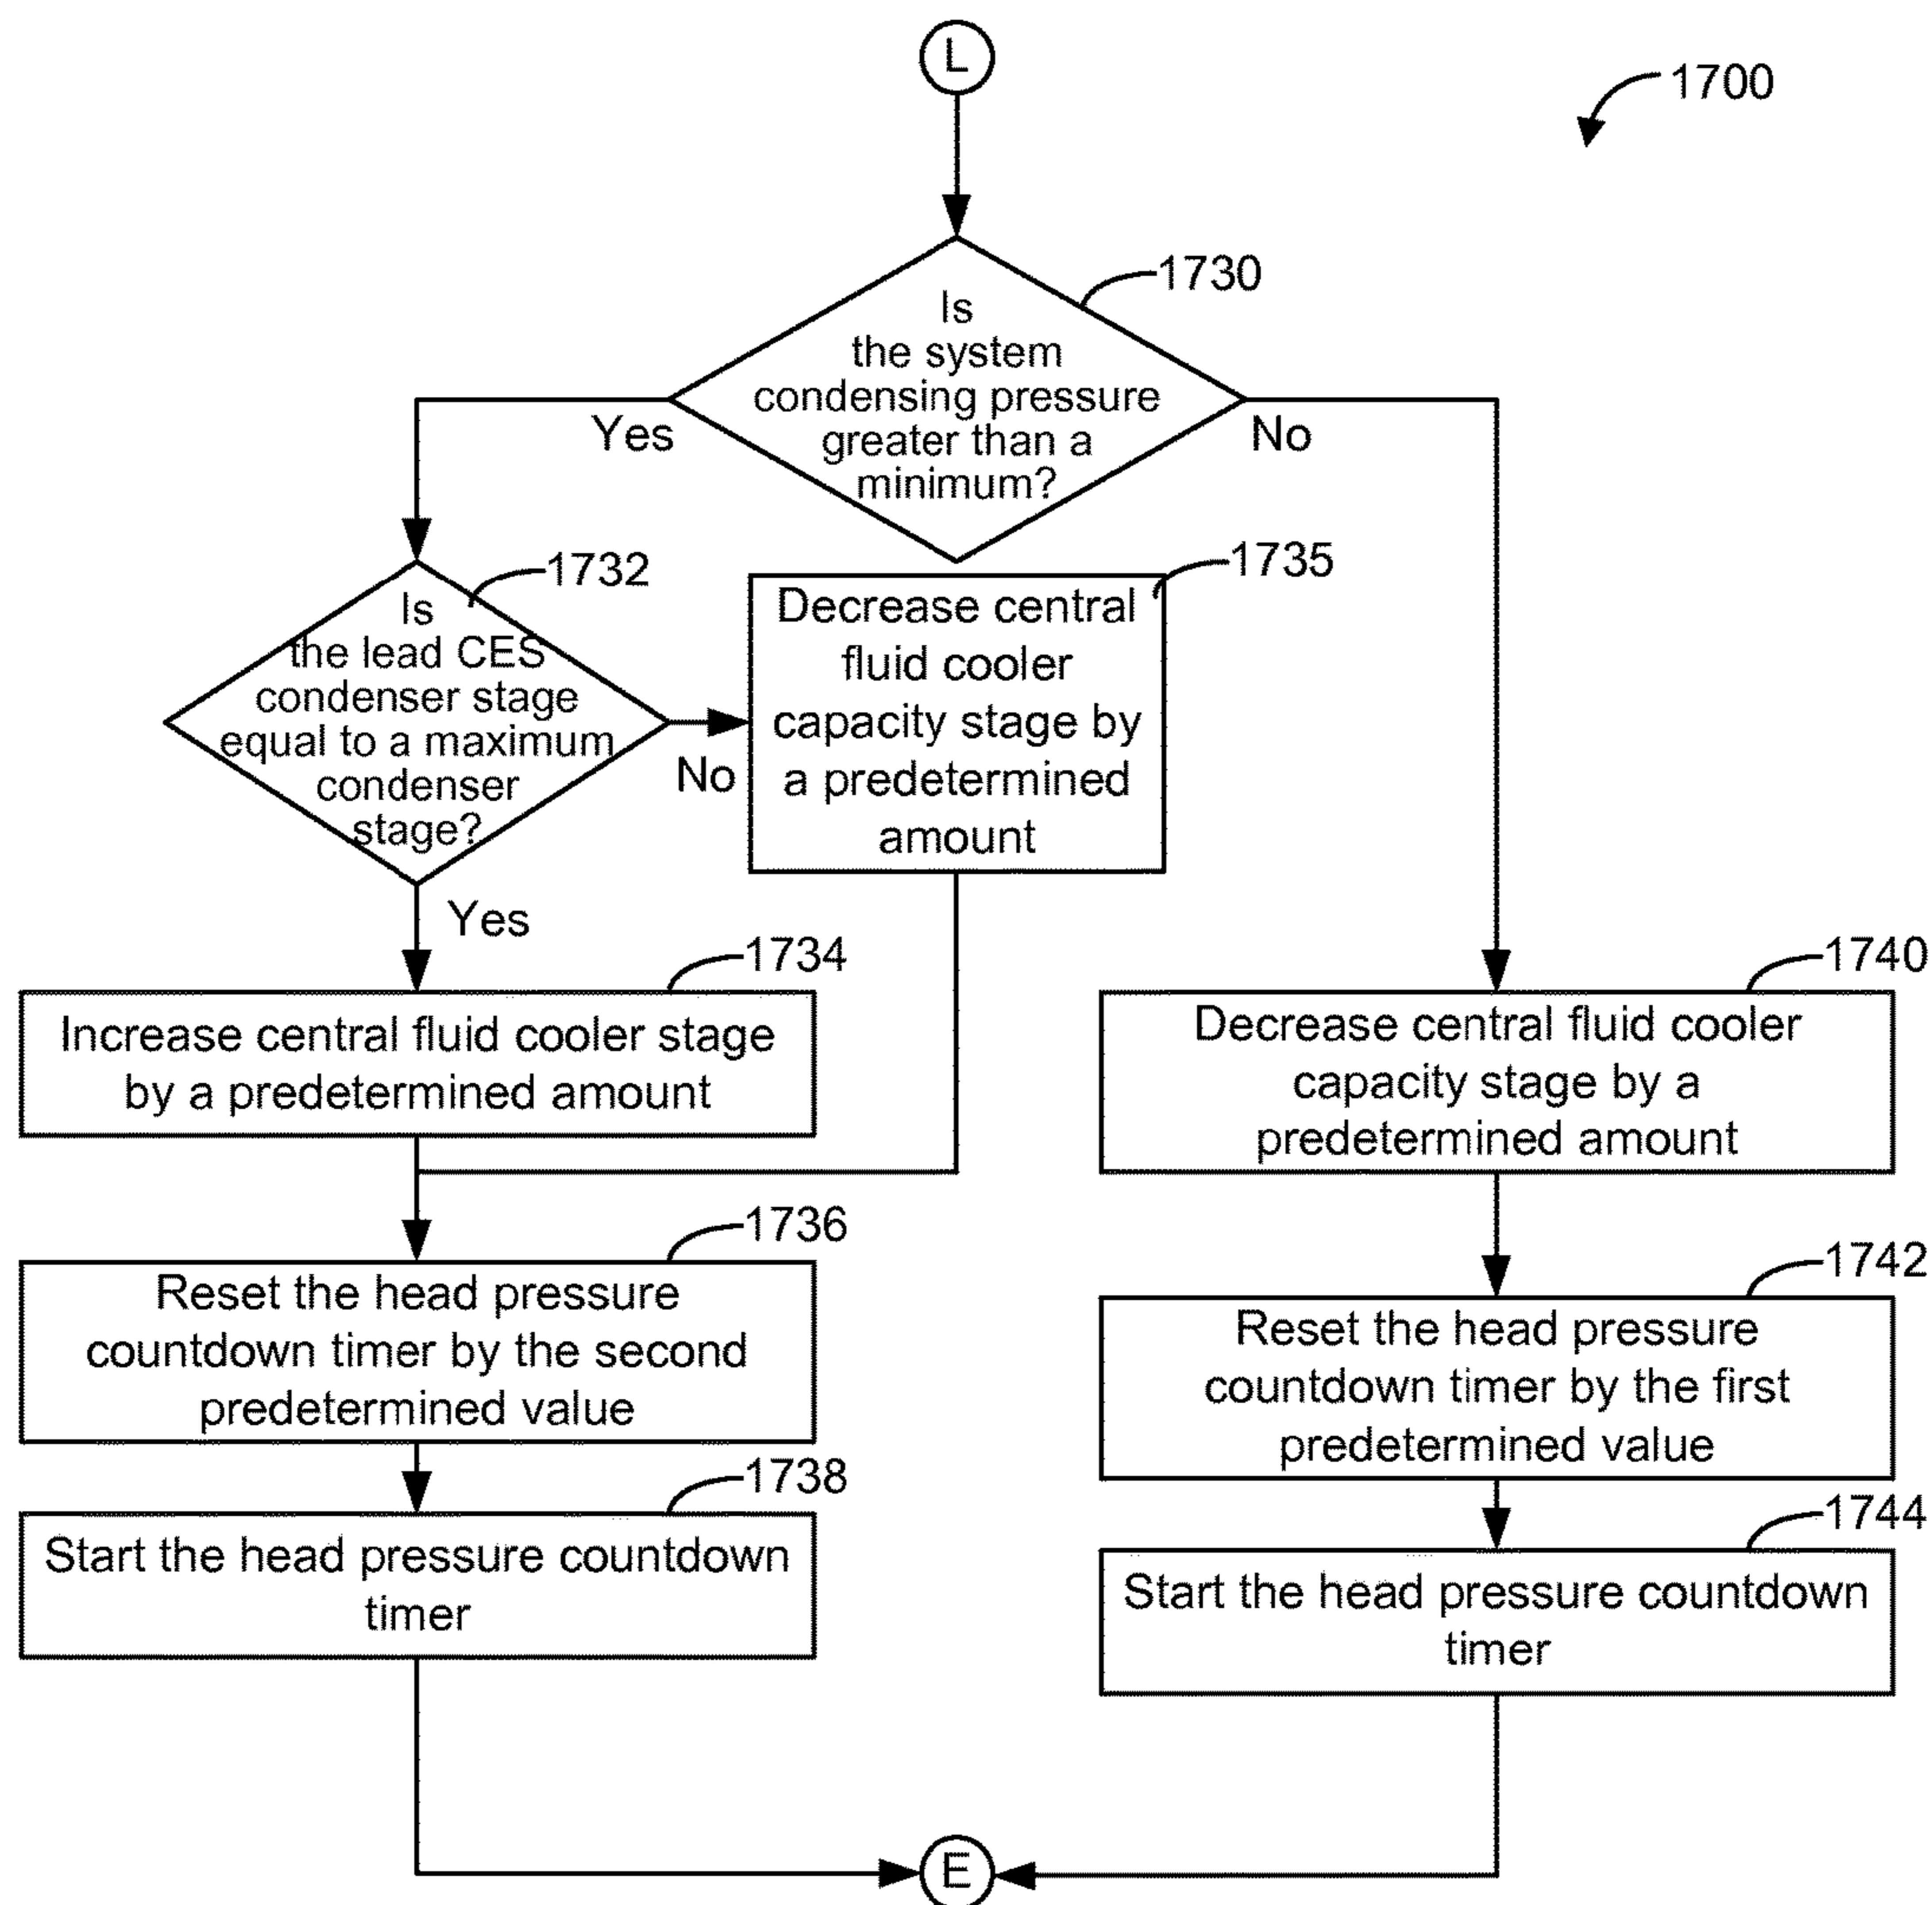 L
1700
1730
Is
the system
condensing pressure
greater than a
minimum?
Yes
No
1732
Is
the lead CES
condenser stage
equal to a maximum
condenser
stage?
No
Yes
1735
Decrease central
fluid cooler
capacity stage by
a predetermined
amount
1734
Increase central fluid cooler stage
by a predetermined amount
1740
Decrease central fluid cooler
capacity stage by a
predetermined amount
1736
Reset the head pressure
countdown timer by the second
predetermined value
1742
Reset the head pressure
countdown timer by the first
predetermined value
1738
Start the head pressure countdown
timer
1744
Start the head pressure countdown
timer
E